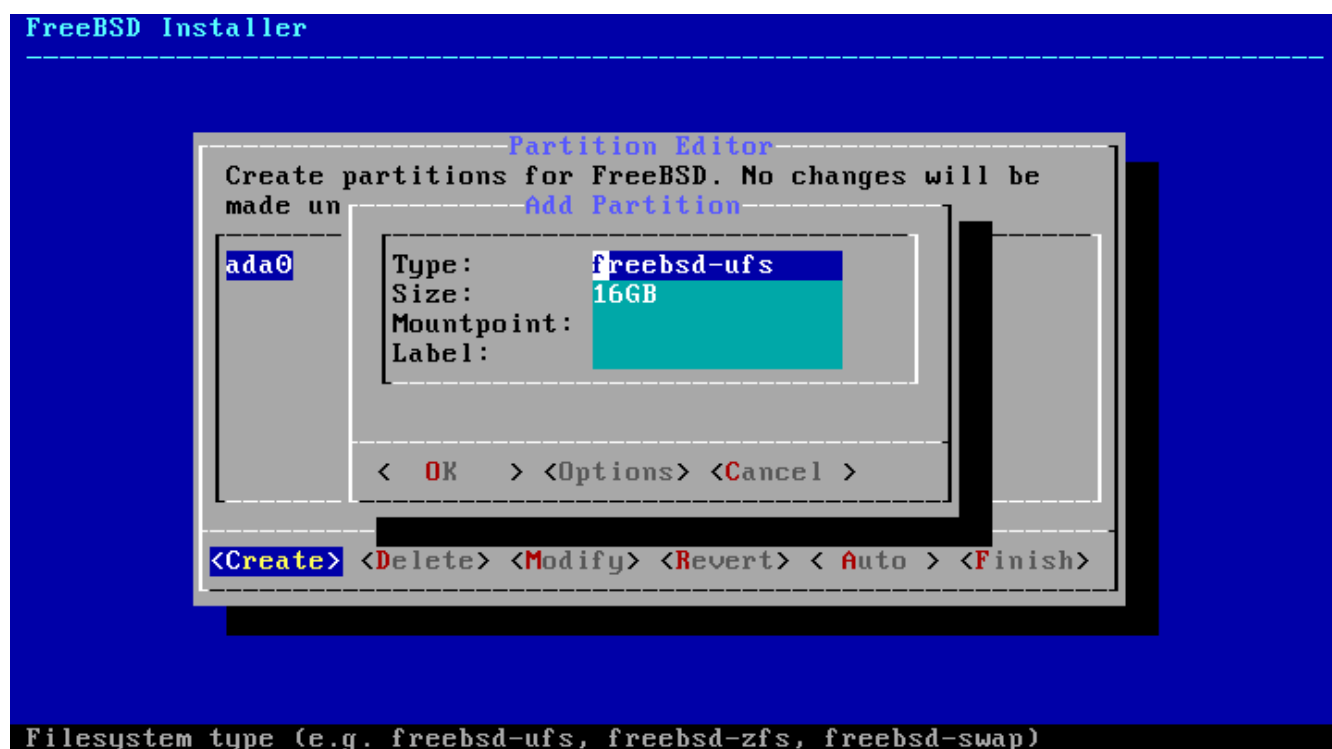 FreeBSD Installer
Partition Editor
Create partitions for FreeBSD. No changes will be
made un
Add Partition
ada0
Type: freebsd-ufs
Size: 16GB
Mountpoint:
Label:
< OK > <Options> <Cancel >
<Create> <Delete> <Modify> <Revert> < Auto > <Finish>
Filesystem type (e.g. freebsd-ufs, freebsd-zfs, freebsd-swap)